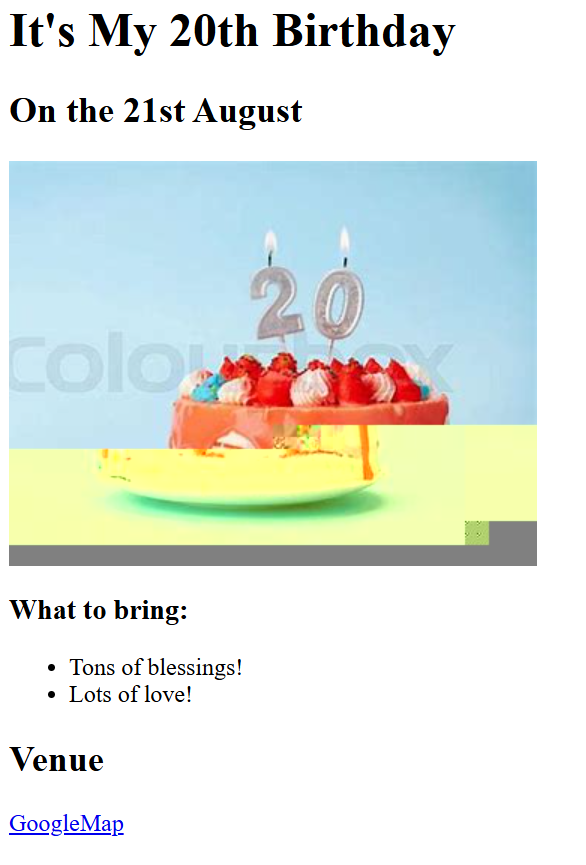 It's My 20th Birthday
On the 21st August
20
Colourbox
What to bring:
Tons of blessings!
Lots of love!
Venue
GoogleMap